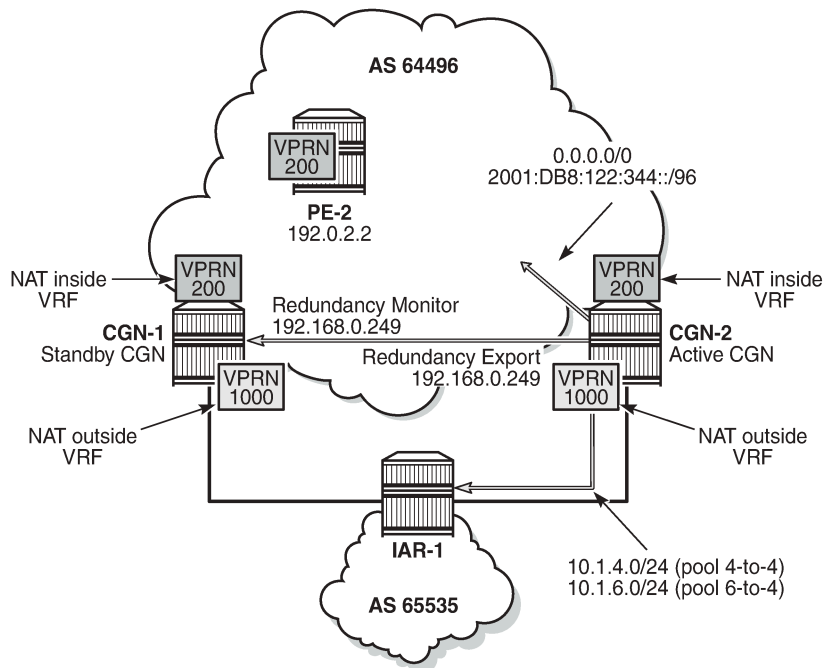 AS 64496
VPRN
200
PE-2
192.0.2.2
0.0.0.0/0
2001:DB8:122:344::/96
NAT inside
VRF
VPRN
200
VPRN
200
NAT inside
VRF
CGN-1
Standby CGN
Redundancy Monitor
192.168.0.249
Redundancy Export
192.168.0.249
CGN-2
Active CGN
VPRN
1000
VPRN
1000
NAT outside
VRF
NAT outside
VRF
IAR-1
AS 65535
10.1.4.0/24 (pool 4-to-4)
10.1.6.0/24 (pool 6-to-4)